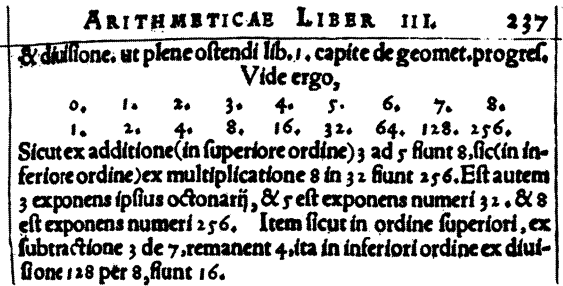 ARITHMETICAE LIBER III. 237
& diuisione, ut plene ostendi lib.1. capite de geomet.progres.
Vide ergo,
0. 1. 2. 3. 4. 5. 6. 7. 8.
1. 2. 4. 8. 16. 32. 64. 128. 256.
Sicut ex additione (in superiore ordine) 3 ad 5 fiunt 8, sic (in in-
feriore ordine) ex multiplicatione 8 in 32 fiunt 256. Est autem
3 exponens ipsius octonarij, & 5 est exponens numeri 32. & 8
est exponens numeri 256. Item sicut in ordine superiori, ex
subtractione 3 de 7, remanent 4, ita in inferiori ordine ex diui-
sione 128 per 8, fiunt 16.